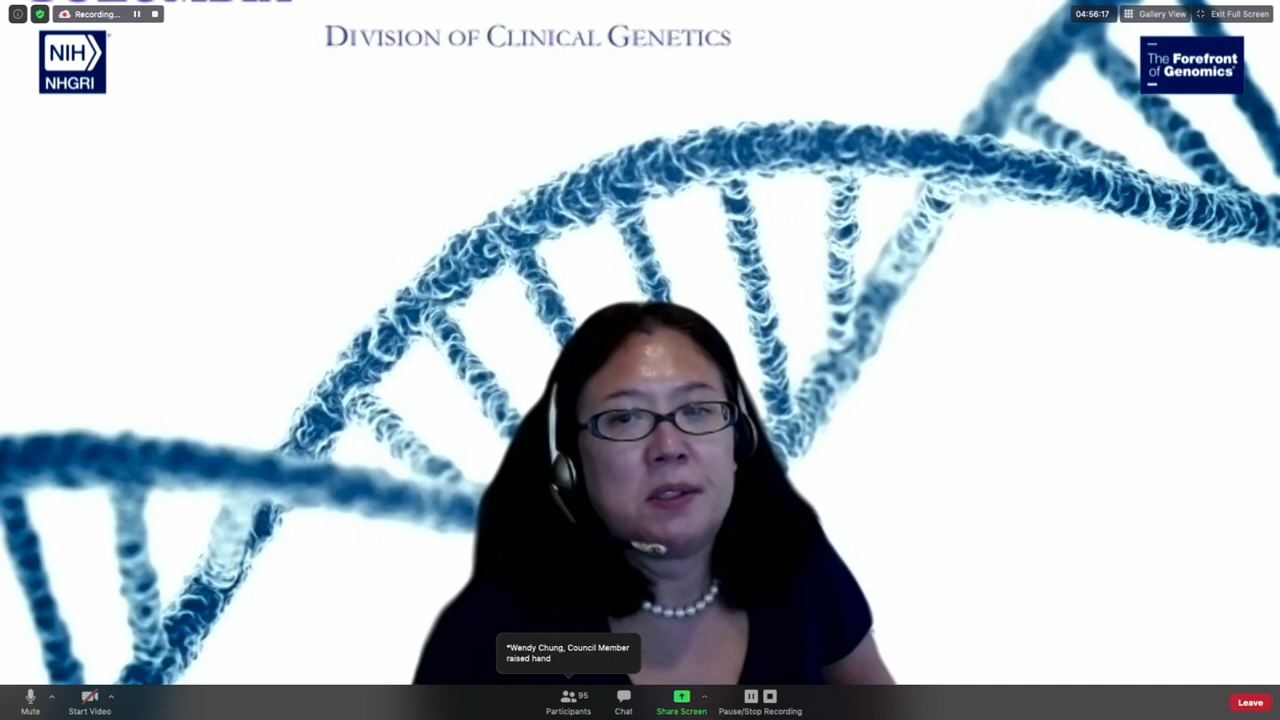 Recording...
04:56:17
Gallery View
Exit Full Screen
COLUMBIA
DIVISION OF CLINICAL GENETICS
NIH
NHGRI
The Forefront
of Genomics®
*Wendy Chung, Council Member
raised hand
Mute
Start Video
95
Participants
Chat
Share Screen
Pause/Stop Recording
Leave